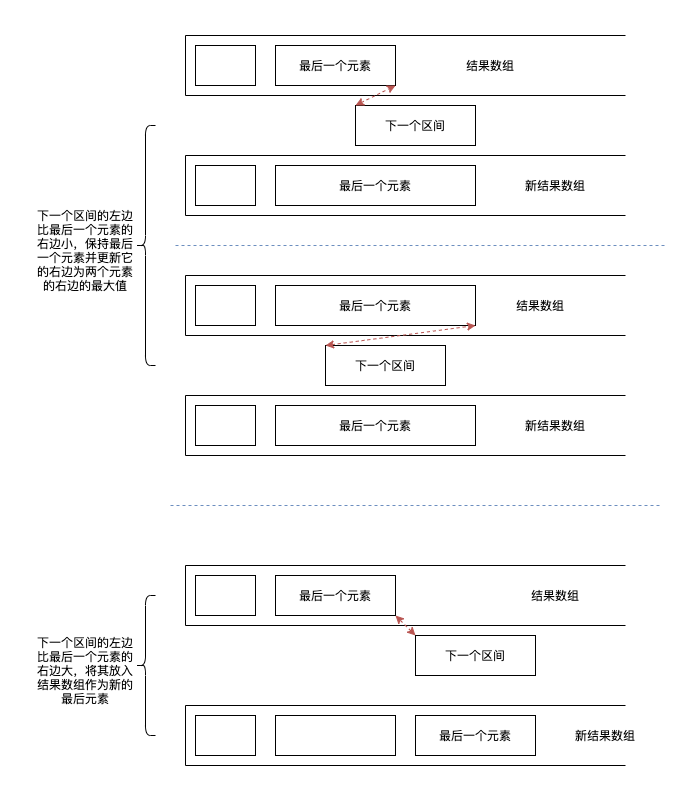 最后一个元素
结果数组
下一个区间
最后一个元素
新结果数组
下一个区间的左边
比最后一个元素的
右边小，保持最后
一个元素并更新它
的右边为两个元素
的右边的最大值
最后一个元素
结果数组
下一个区间
最后一个元素
新结果数组
最后一个元素
结果数组
下一个区间
下一个区间的左边
比最后一个元素的
右边大，将其放入
结果数组作为新的
最后元素
最后一个元素
新结果数组